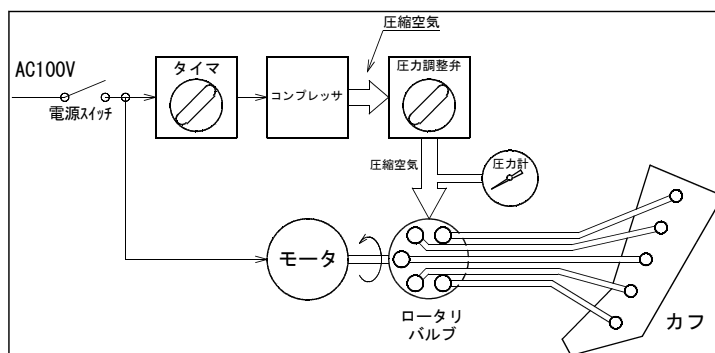 圧縮空気
AC100V
タイマ
コンプレッサ
圧力調整弁
電源スイッチ
圧縮空気
圧力計
モータ
ロータリ
バルブ
カフ